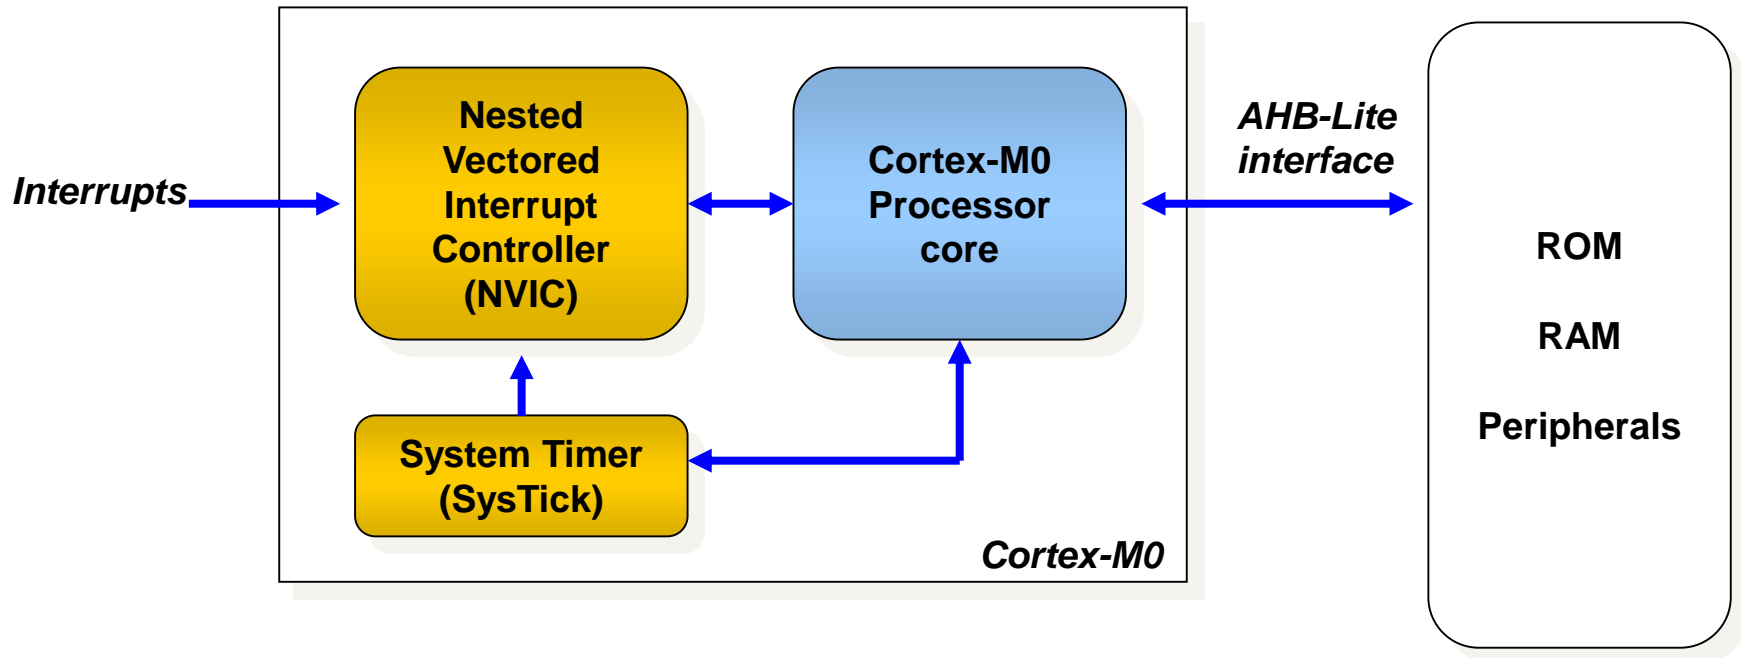 Interrupts
Nested
Vectored
Interrupt
Controller
(NVIC)
Cortex-M0
Processor
core
System Timer
(SysTick)
Cortex-M0
AHB-Lite
interface
ROM
RAM
Peripherals